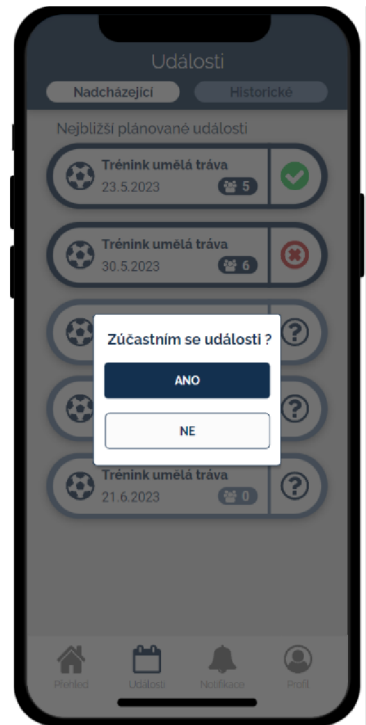 Události
Nadcházející
Historické
Nejbližší plánované události
Trénink umělá tráva
23.5.2023
5
Trénink umělá tráva
30.5.2023
6
Zúčastním se události ?
ANO
NE
Trénink umělá tráva
21.6.2023
0
Přehled
Události
Notifikace
Profil